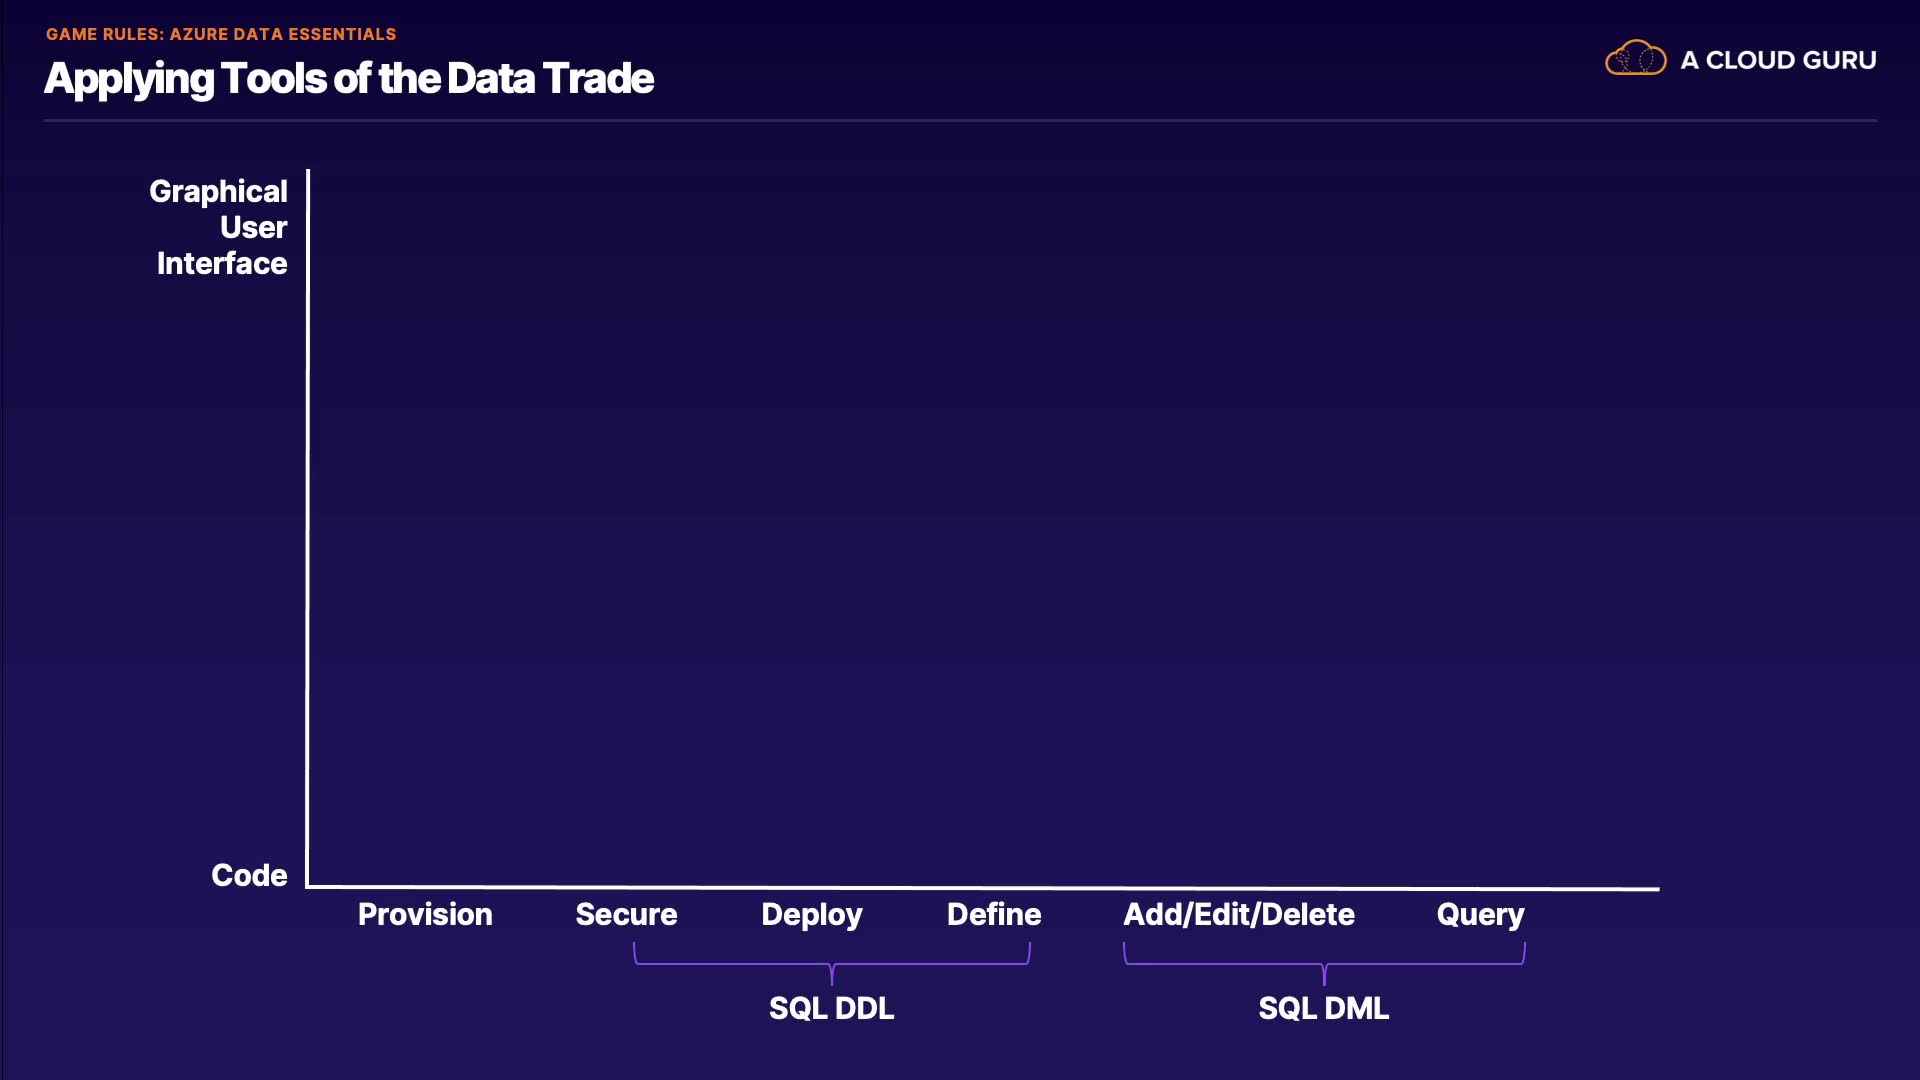 GAME RULES: AZURE DATA ESSENTIALS
Applying Tools of the Data Trade
A CLOUD GURU
Graphical
User
Interface
Code
Provision Secure Deploy Define Add/Edit/Delete Query
SQL DDL SQL DML